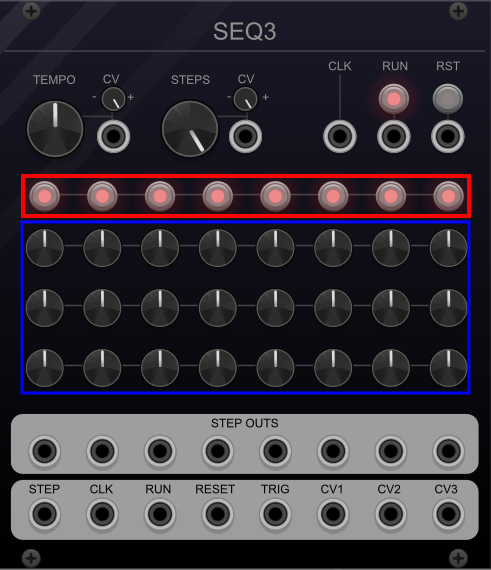 SEQ3
TEMPO CV STEPS CV CLK RUN RST
- + - +
STEP OUTS
STEP CLK RUN RESET TRIG CV1 CV2 CV3